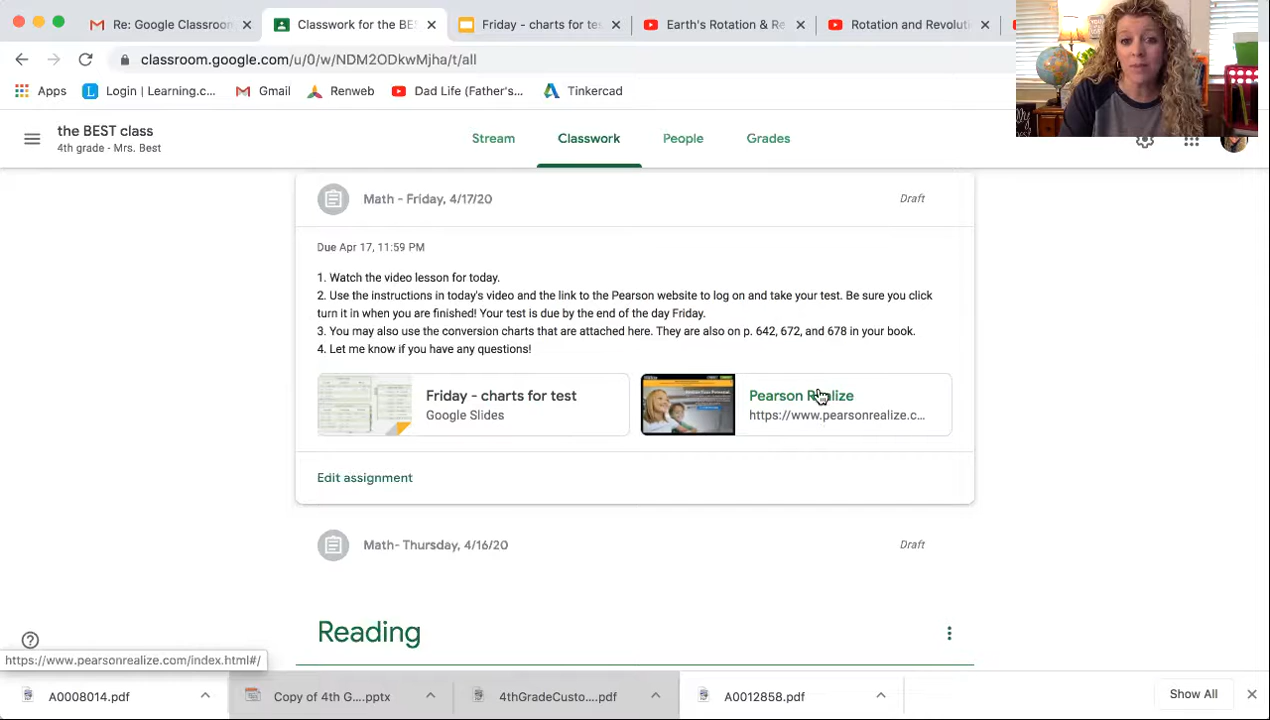 Re: Google Classroon
Classwork for the BE
Friday - charts for tes
Earth's Rotation & Re
Rotation and Revoluti
classroom.google.com/u/0/w/NDM2ODkwMjha/t/all
Apps
Login | Learning.c...
Gmail
Renweb
Dad Life (Father's...
Tinkercad
the BEST class
4th grade - Mrs. Best
Stream
Classwork
People
Grades
Math - Friday, 4/17/20
Draft
Due Apr 17, 11:59 PM
1. Watch the video lesson for today.
2. Use the instructions in today's video and the link to the Pearson website to log on and take your test. Be sure you click
turn it in when you are finished! Your test is due by the end of the day Friday.
3. You may also use the conversion charts that are attached here. They are also on p. 642, 672, and 678 in your book.
4. Let me know if you have any questions!
Friday - charts for test
Google Slides
Pearson Realize
https://www.pearsonrealize.c...
Edit assignment
Math- Thursday, 4/16/20
Draft
Reading
https://www.pearsonrealize.com/index.html#/
A0008014.pdf
Copy of 4th G....pptx
4thGradeCusto....pdf
A0012858.pdf
Show All